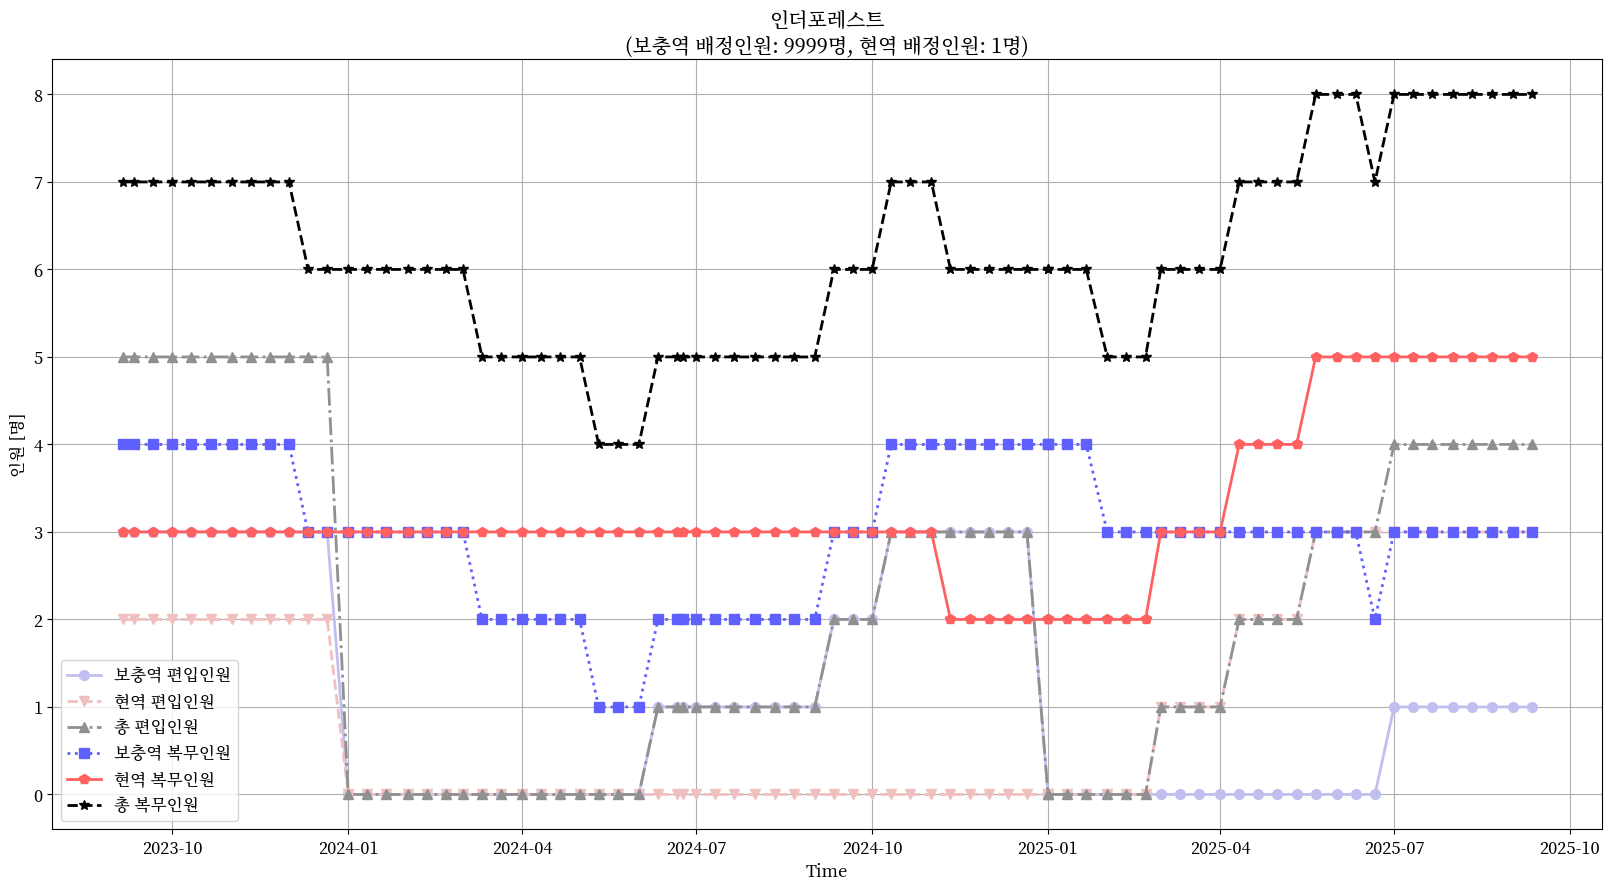 인더포레스트
(보충역 배정인원: 9999명, 현역 배정인원: 1명)
인원 [명]
8
7
6
5
4
3
2
1
0
보충역 편입인원
현역 편입인원
총 편입인원
보충역 복무인원
현역 복무인원
총 복무인원
2023-10
2024-01
2024-04
2024-07
2024-10
2025-01
2025-04
2025-07
2025-10
Time